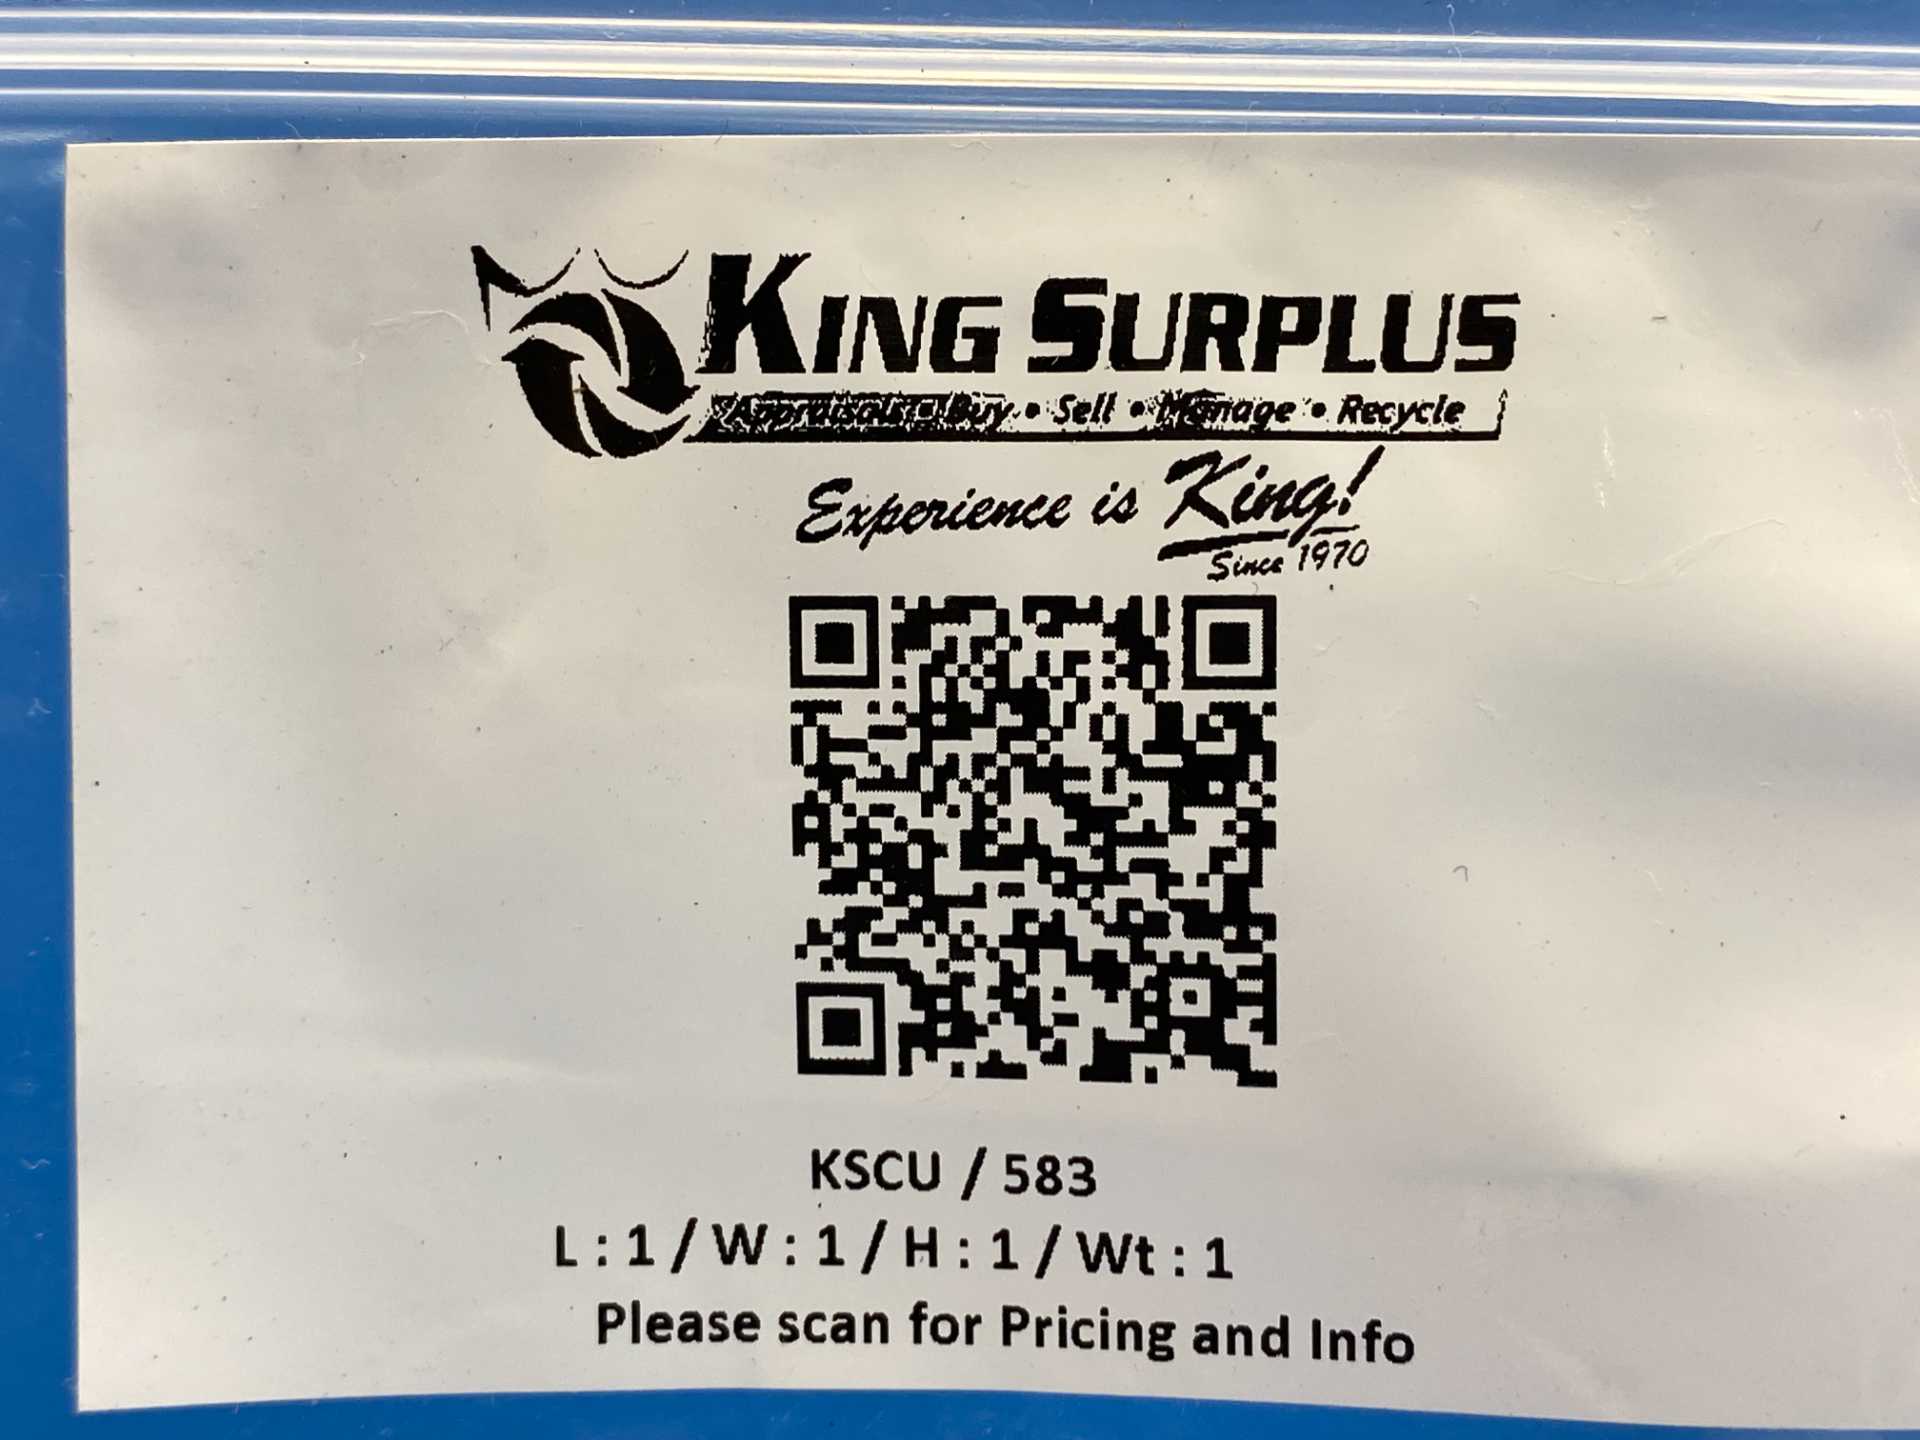 KING SURPLUS
Appraisals • Buy • Sell • Manage • Recycle
Experience is King!
Since 1970
KSCU / 583
L : 1 / W : 1 / H : 1 / Wt : 1
Please scan for Pricing and Info